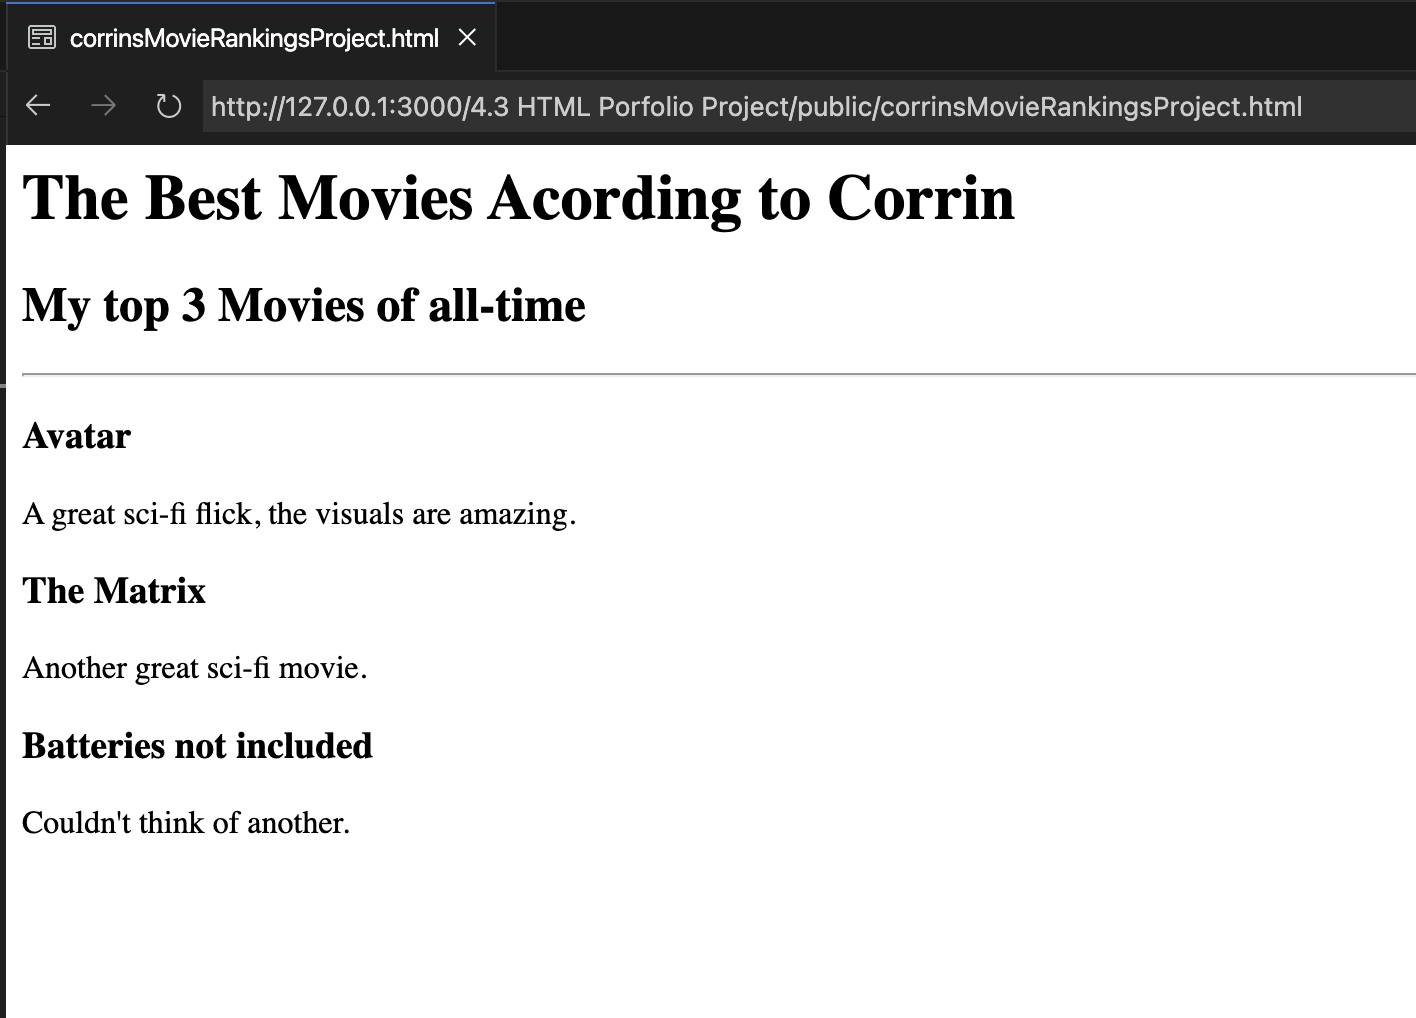 corrinsMovieRankingsProject.html
http://127.0.0.1:3000/4.3 HTML Porfolio Project/public/corrinsMovieRankingsProject.html
The Best Movies Acording to Corrin
My top 3 Movies of all-time
Avatar
A great sci-fi flick, the visuals are amazing.
The Matrix
Another great sci-fi movie.
Batteries not included
Couldn't think of another.